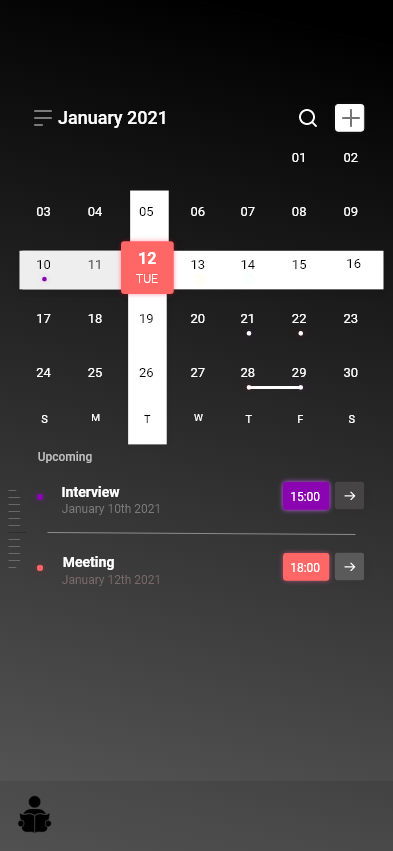 January 2021
01 02
03 04 05 06 07 08 09
10 11 12 13 14 15 16
TUE
17 18 19 20 21 22 23
24 25 26 27 28 29 30
S M T W T F S
Upcoming
Interview 15:00
January 10th 2021
Meeting 18:00
January 12th 2021